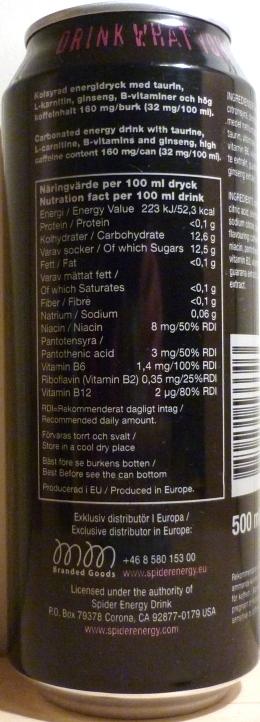 DRINK WHAT YOU
Kolsyrad energidryck med taurin,
L-karnitin, ginseng, B-vitaminer och hög
koffeinhalt 160 mg/burk (32 mg/100 ml).
Carbonated energy drink with taurine,
L-carnitine, B-vitamins and ginseng, high
caffeine content 160 mg/can (32 mg/100 ml).
Näringvärde per 100 ml dryck
Nutrition fact per 100 ml drink
Energi / Energy Value 223 kJ/52,3 kcal
Protein / Protein <0,1 g
Kolhydrater / Carbohydrate 12,6 g
Varav socker / Of which Sugars 12,5 g
Fett / Fat <0,1 g
Varav mättat fett /
Of which Saturates <0,1 g
Fiber / Fibre <0,1 g
Natrium / Sodium 0,06 g
Niacin / Niacin 8 mg/50% RDI
Pantotensyra /
Pantothenic acid 3 mg/50% RDI
Vitamin B6 1,4 mg/100% RDI
Riboflavin (Vitamin B2) 0,35 mg/25%RDI
Vitamin B12 2 µg/80% RDI
RDI=Rekommenderat dagligt intag /
Recommended daily amount.
Förvaras torrt och svalt /
Store in a cool dry place
Bäst före se burkens botten /
Best Before see the can bottom
Producerad i EU / Produced in Europe.
Exklusiv distributör I Europa /
Exclusive distributor in Europe:
mm +46 8 580 153 00
Branded Goods www.spiderenergy.eu
Licensed under the authority of
Spider Energy Drink
P.O. Box 79378 Corona, CA 92877-0179 USA
www.spiderenergy.com
500 m